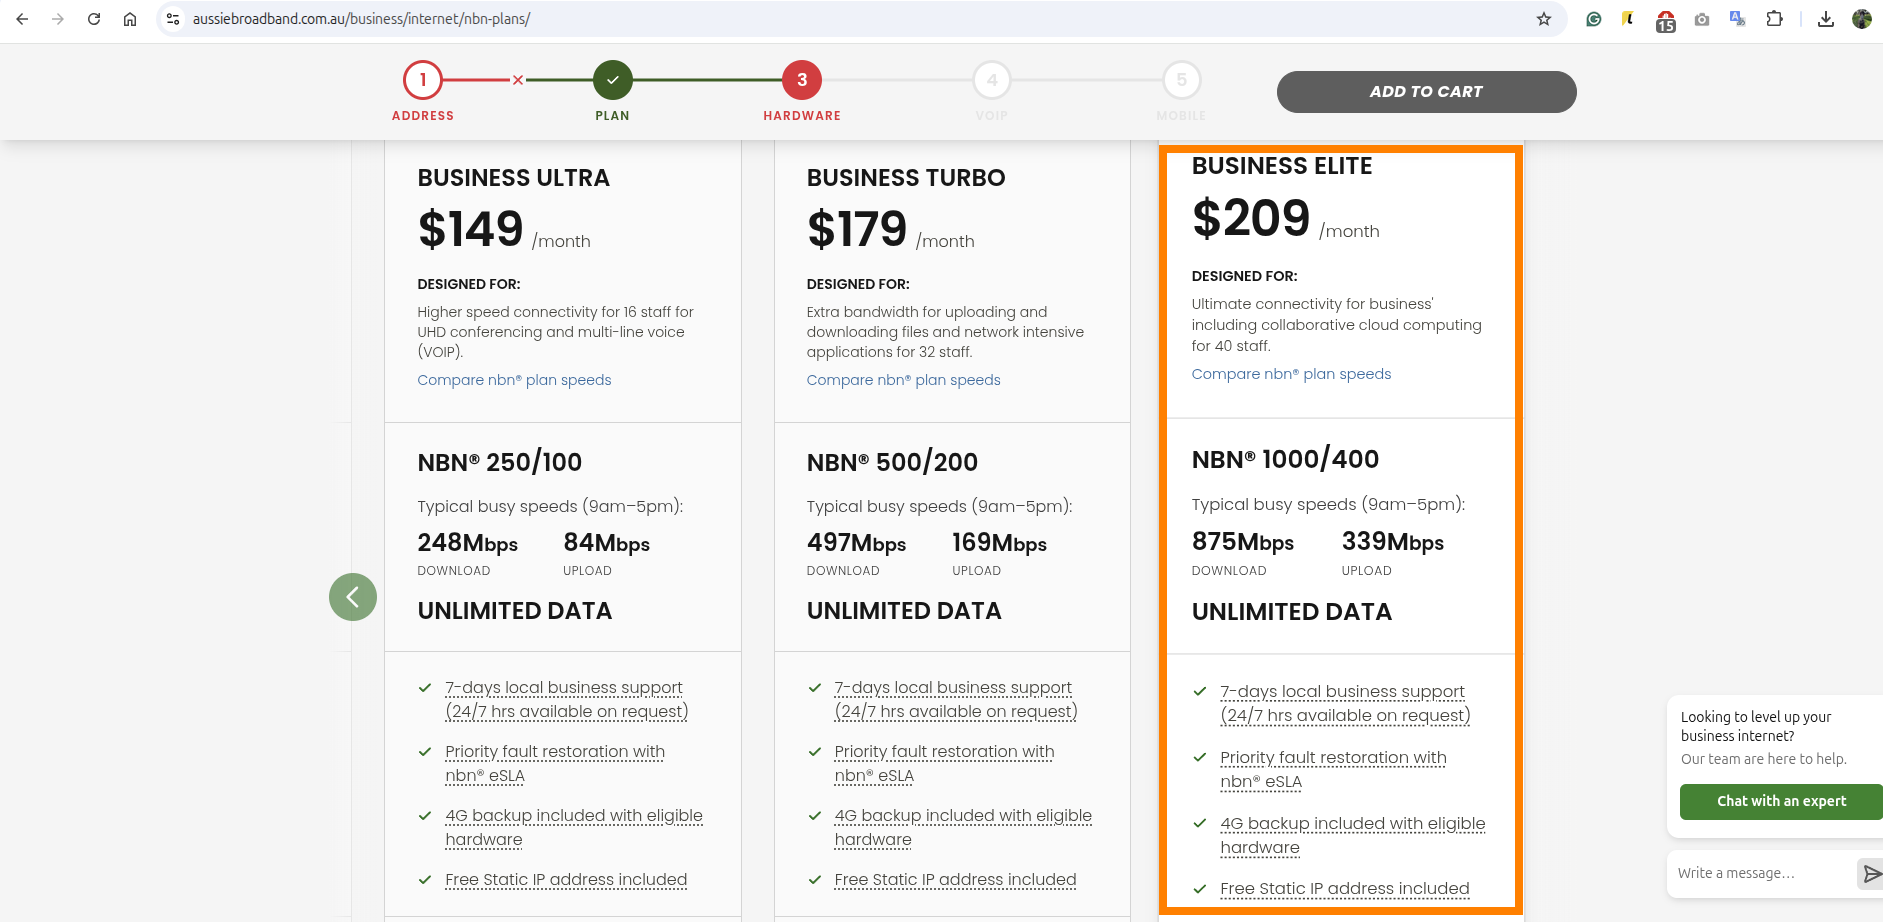 aussiebroadband.com.au/business/internet/nbn-plans/
15
1
✓
3
4
5
ADDRESS
PLAN
HARDWARE
VOIP
MOBILE
ADD TO CART
BUSINESS ULTRA
$149 /month
DESIGNED FOR:
Higher speed connectivity for 16 staff for
UHD conferencing and multi-line voice
(VOIP).
Compare nbn® plan speeds
NBN® 250/100
Typical busy speeds (9am–5pm):
248Mbps 84Mbps
DOWNLOAD UPLOAD
UNLIMITED DATA
7-days local business support
(24/7 hrs available on request)
Priority fault restoration with
nbn® eSLA
4G backup included with eligible
hardware
Free Static IP address included
BUSINESS TURBO
$179 /month
DESIGNED FOR:
Extra bandwidth for uploading and
downloading files and network intensive
applications for 32 staff.
Compare nbn® plan speeds
NBN® 500/200
Typical busy speeds (9am–5pm):
497Mbps 169Mbps
DOWNLOAD UPLOAD
UNLIMITED DATA
7-days local business support
(24/7 hrs available on request)
Priority fault restoration with
nbn® eSLA
4G backup included with eligible
hardware
Free Static IP address included
BUSINESS ELITE
$209 /month
DESIGNED FOR:
Ultimate connectivity for business'
including collaborative cloud computing
for 40 staff.
Compare nbn® plan speeds
NBN® 1000/400
Typical busy speeds (9am–5pm):
875Mbps 339Mbps
DOWNLOAD UPLOAD
UNLIMITED DATA
7-days local business support
(24/7 hrs available on request)
Priority fault restoration with
nbn® eSLA
4G backup included with eligible
hardware
Free Static IP address included
Looking to level up your
business internet?
Our team are here to help.
Chat with an expert
Write a message...